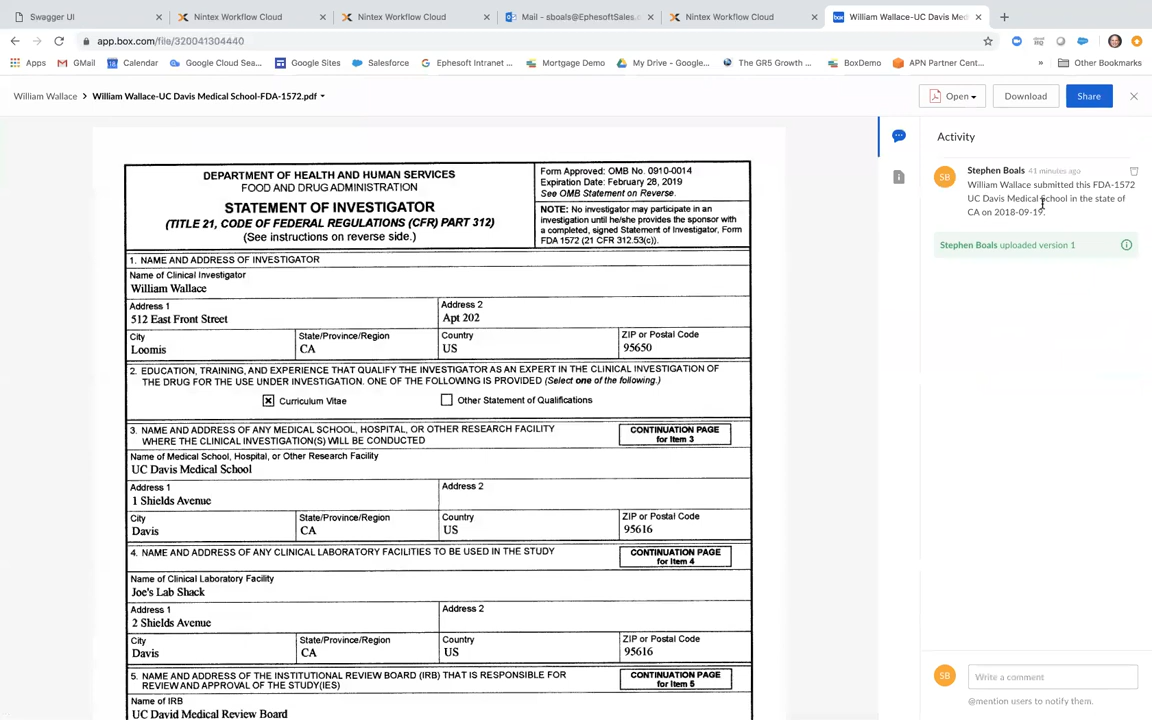 Swagger UI
Nintex Workflow Cloud
Nintex Workflow Cloud
Mail - sboals@EphesoftSales.c
Nintex Workflow Cloud
William Wallace-UC Davis Med
app.box.com/file/320041304440
Apps
GMail
Calendar
Google Cloud Sea...
Google Sites
Salesforce
Ephesoft Intranet ...
Mortgage Demo
My Drive - Google...
The GR5 Growth ...
BoxDemo
APN Partner Cent...
»
Other Bookmarks
William Wallace > William Wallace-UC Davis Medical School-FDA-1572.pdf
Open
Download
Share
Activity
SB
Stephen Boals 41 minutes ago
William Wallace submitted this FDA-1572
UC Davis Medical School in the state of
CA on 2018-09-19.
Stephen Boals uploaded version 1
DEPARTMENT OF HEALTH AND HUMAN SERVICES
FOOD AND DRUG ADMINISTRATION
STATEMENT OF INVESTIGATOR
(TITLE 21, CODE OF FEDERAL REGULATIONS (CFR) PART 312)
(See instructions on reverse side.)
Form Approved: OMB No. 0910-0014
Expiration Date: February 28, 2019
See OMB Statement on Reverse.
NOTE: No investigator may participate in an
investigation until he/she provides the sponsor with
a completed, signed Statement of Investigator, Form
FDA 1572 (21 CFR 312.53(c)).
1. NAME AND ADDRESS OF INVESTIGATOR
Name of Clinical Investigator
William Wallace
Address 1
512 East Front Street
Address 2
Apt 202
City
Loomis
State/Province/Region
CA
Country
US
ZIP or Postal Code
95650
2. EDUCATION, TRAINING, AND EXPERIENCE THAT QUALIFY THE INVESTIGATOR AS AN EXPERT IN THE CLINICAL INVESTIGATION OF
THE DRUG FOR THE USE UNDER INVESTIGATION. ONE OF THE FOLLOWING IS PROVIDED (Select one of the following.)
Curriculum Vitae
Other Statement of Qualifications
3. NAME AND ADDRESS OF ANY MEDICAL SCHOOL, HOSPITAL, OR OTHER RESEARCH FACILITY
WHERE THE CLINICAL INVESTIGATION(S) WILL BE CONDUCTED
CONTINUATION PAGE
for Item 3
Name of Medical School, Hospital, or Other Research Facility
UC Davis Medical School
Address 1
1 Shields Avenue
Address 2
City
Davis
State/Province/Region
CA
Country
US
ZIP or Postal Code
95616
4. NAME AND ADDRESS OF ANY CLINICAL LABORATORY FACILITIES TO BE USED IN THE STUDY
CONTINUATION PAGE
for Item 4
Name of Clinical Laboratory Facility
Joe's Lab Shack
Address 1
2 Shields Avenue
Address 2
City
Davis
State/Province/Region
CA
Country
US
ZIP or Postal Code
95616
5. NAME AND ADDRESS OF THE INSTITUTIONAL REVIEW BOARD (IRB) THAT IS RESPONSIBLE FOR
REVIEW AND APPROVAL OF THE STUDY(IES)
CONTINUATION PAGE
for Item 5
Name of IRB
UC David Medical Review Board
SB
Write a comment
@mention users to notify them.